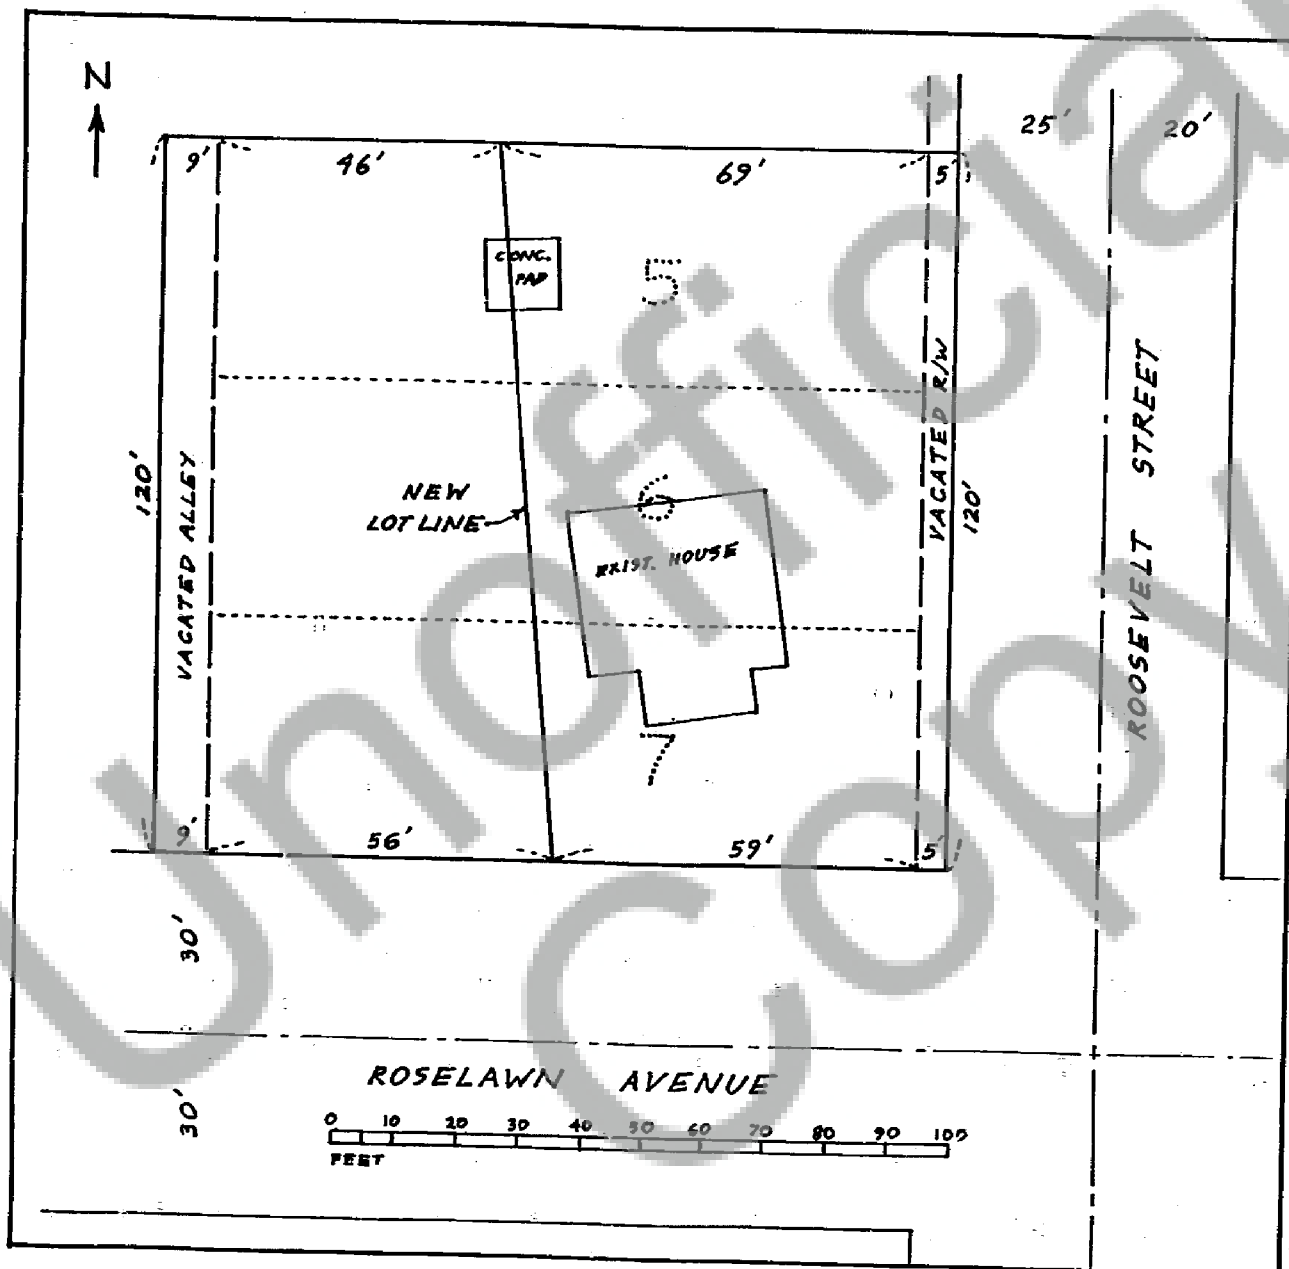 N
9' 46' 69' 5' 25' 20'
CONC.
PAD
5
120'
VACATED ALLEY
NEW
LOT LINE
6
EXIST. HOUSE
VACATED R/W
120'
ROOSEVELT STREET
7
9' 56' 59' 5'
30'
ROSELAWN AVENUE
30'
0 10 20 30 40 50 60 70 80 90 100
FEET
Unofficial
Copy